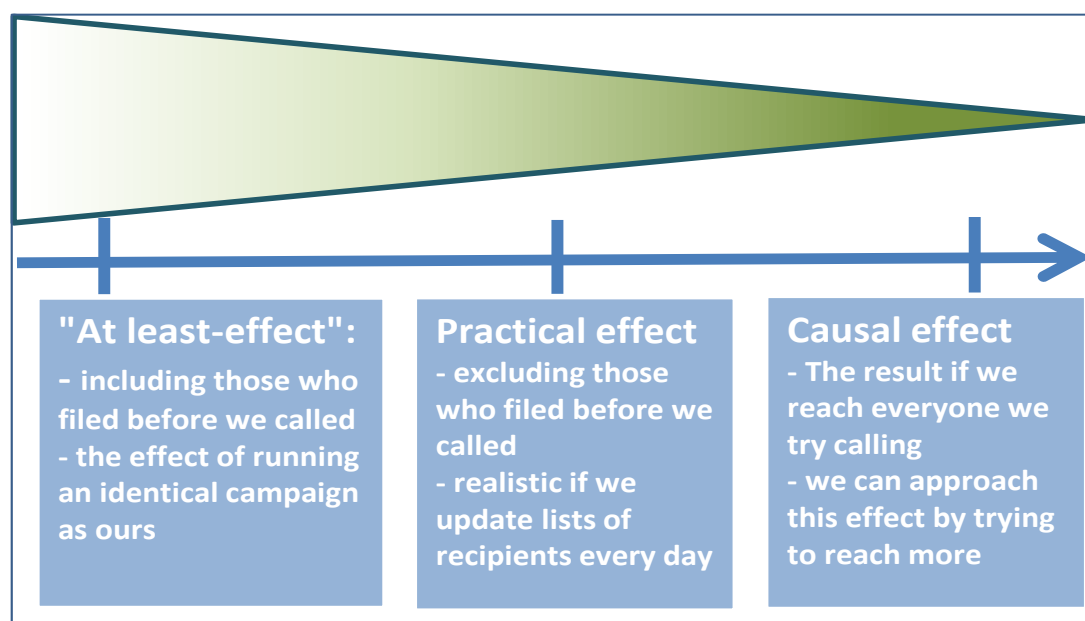 "At least-effect":
- including those who
filed before we called
- the effect of running
an identical campaign
as ours
Practical effect
- excluding those
who filed before we
called
- realistic if we
update lists of
recipients every day
Causal effect
- The result if we
reach everyone we
try calling
- we can approach
this effect by trying
to reach more